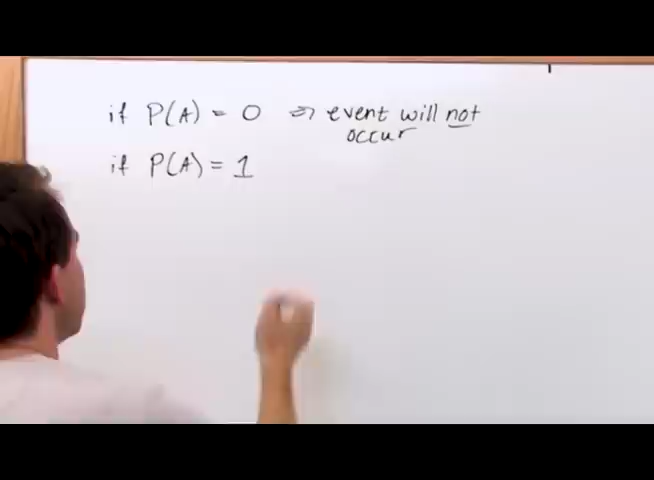 if P(A) = 0 => event will not
occur
if P(A) = 1